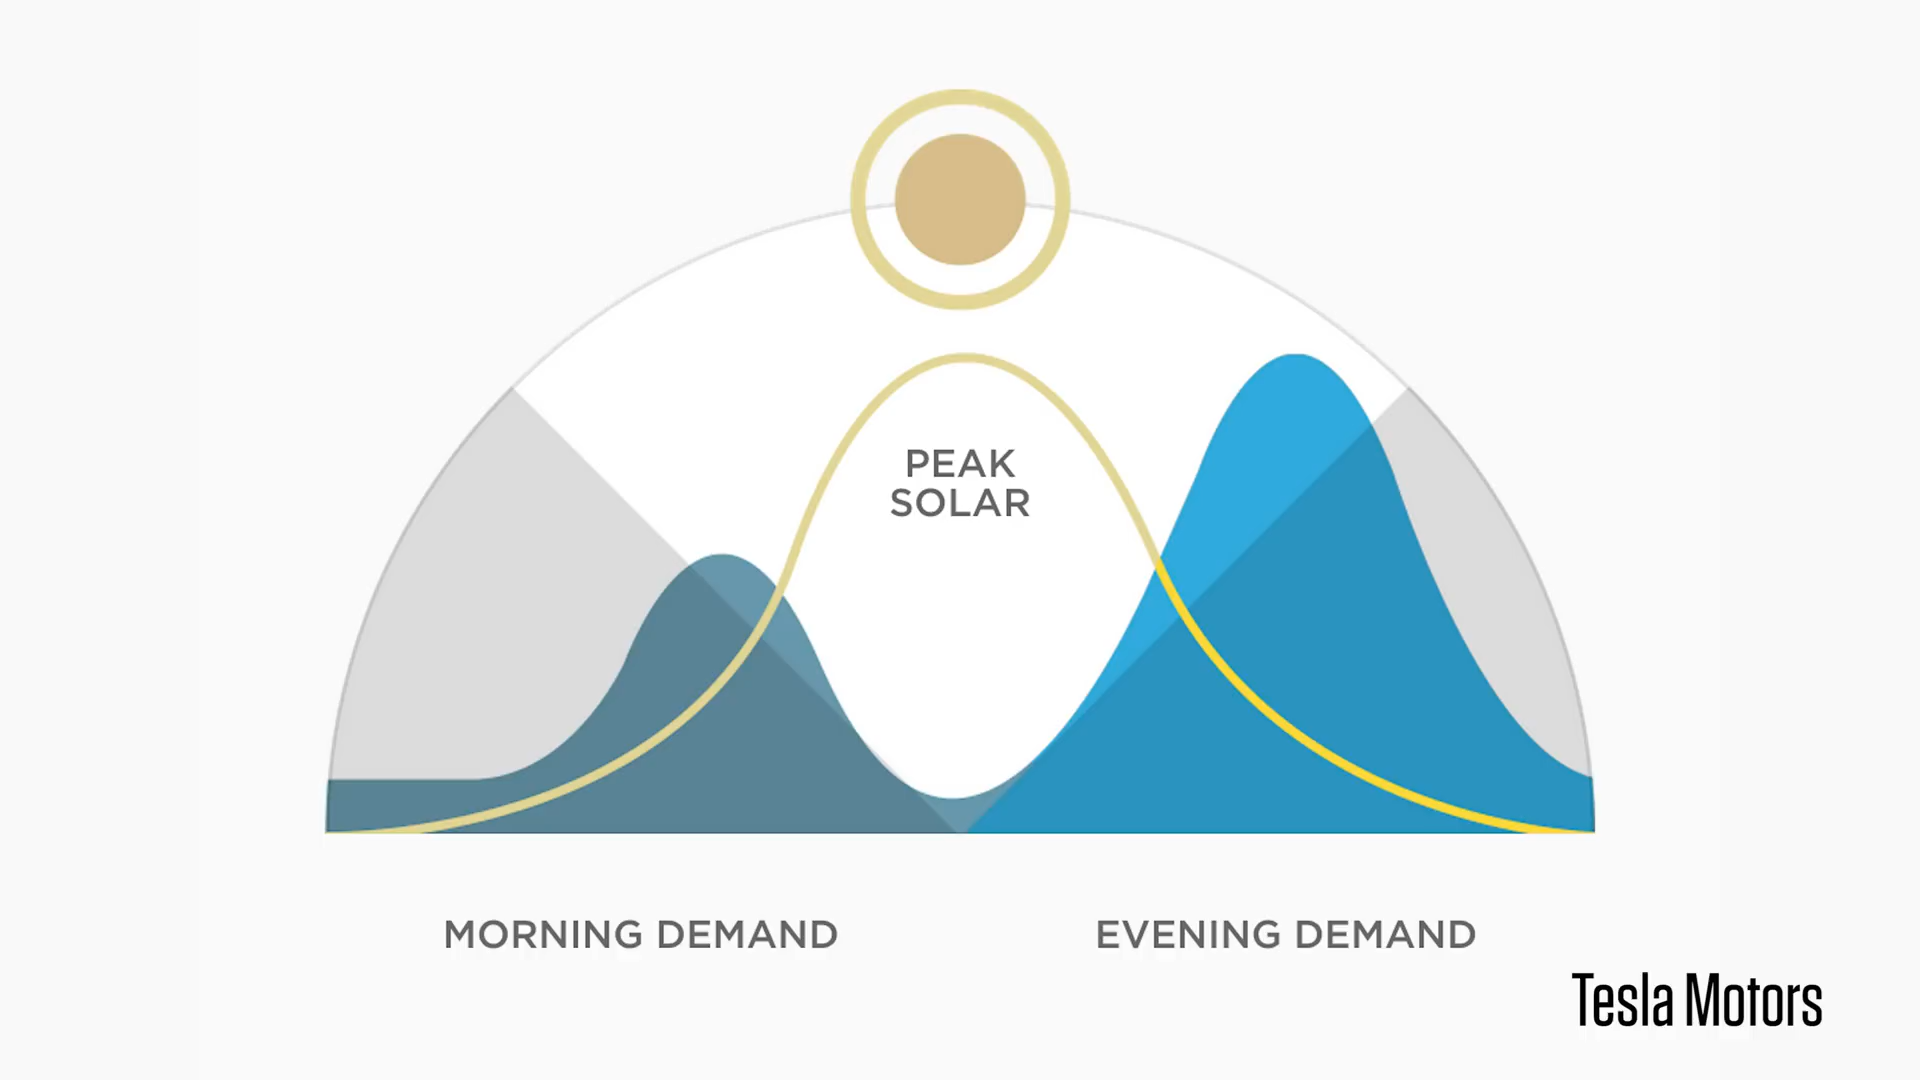 PEAK
SOLAR
MORNING DEMAND
EVENING DEMAND
Tesla Motors